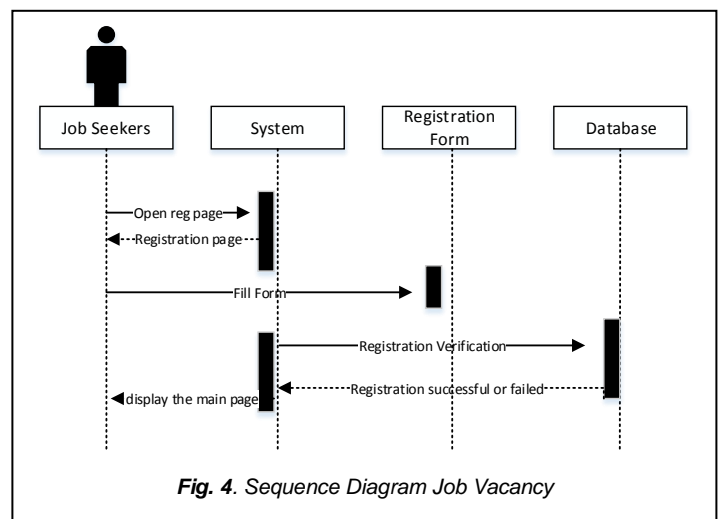 Job Seekers
System
Registration
Form
Database
Open reg page
Registration page
Fill Form
Registration Verification
Registration successful or failed
display the main page
Fig. 4. Sequence Diagram Job Vacancy